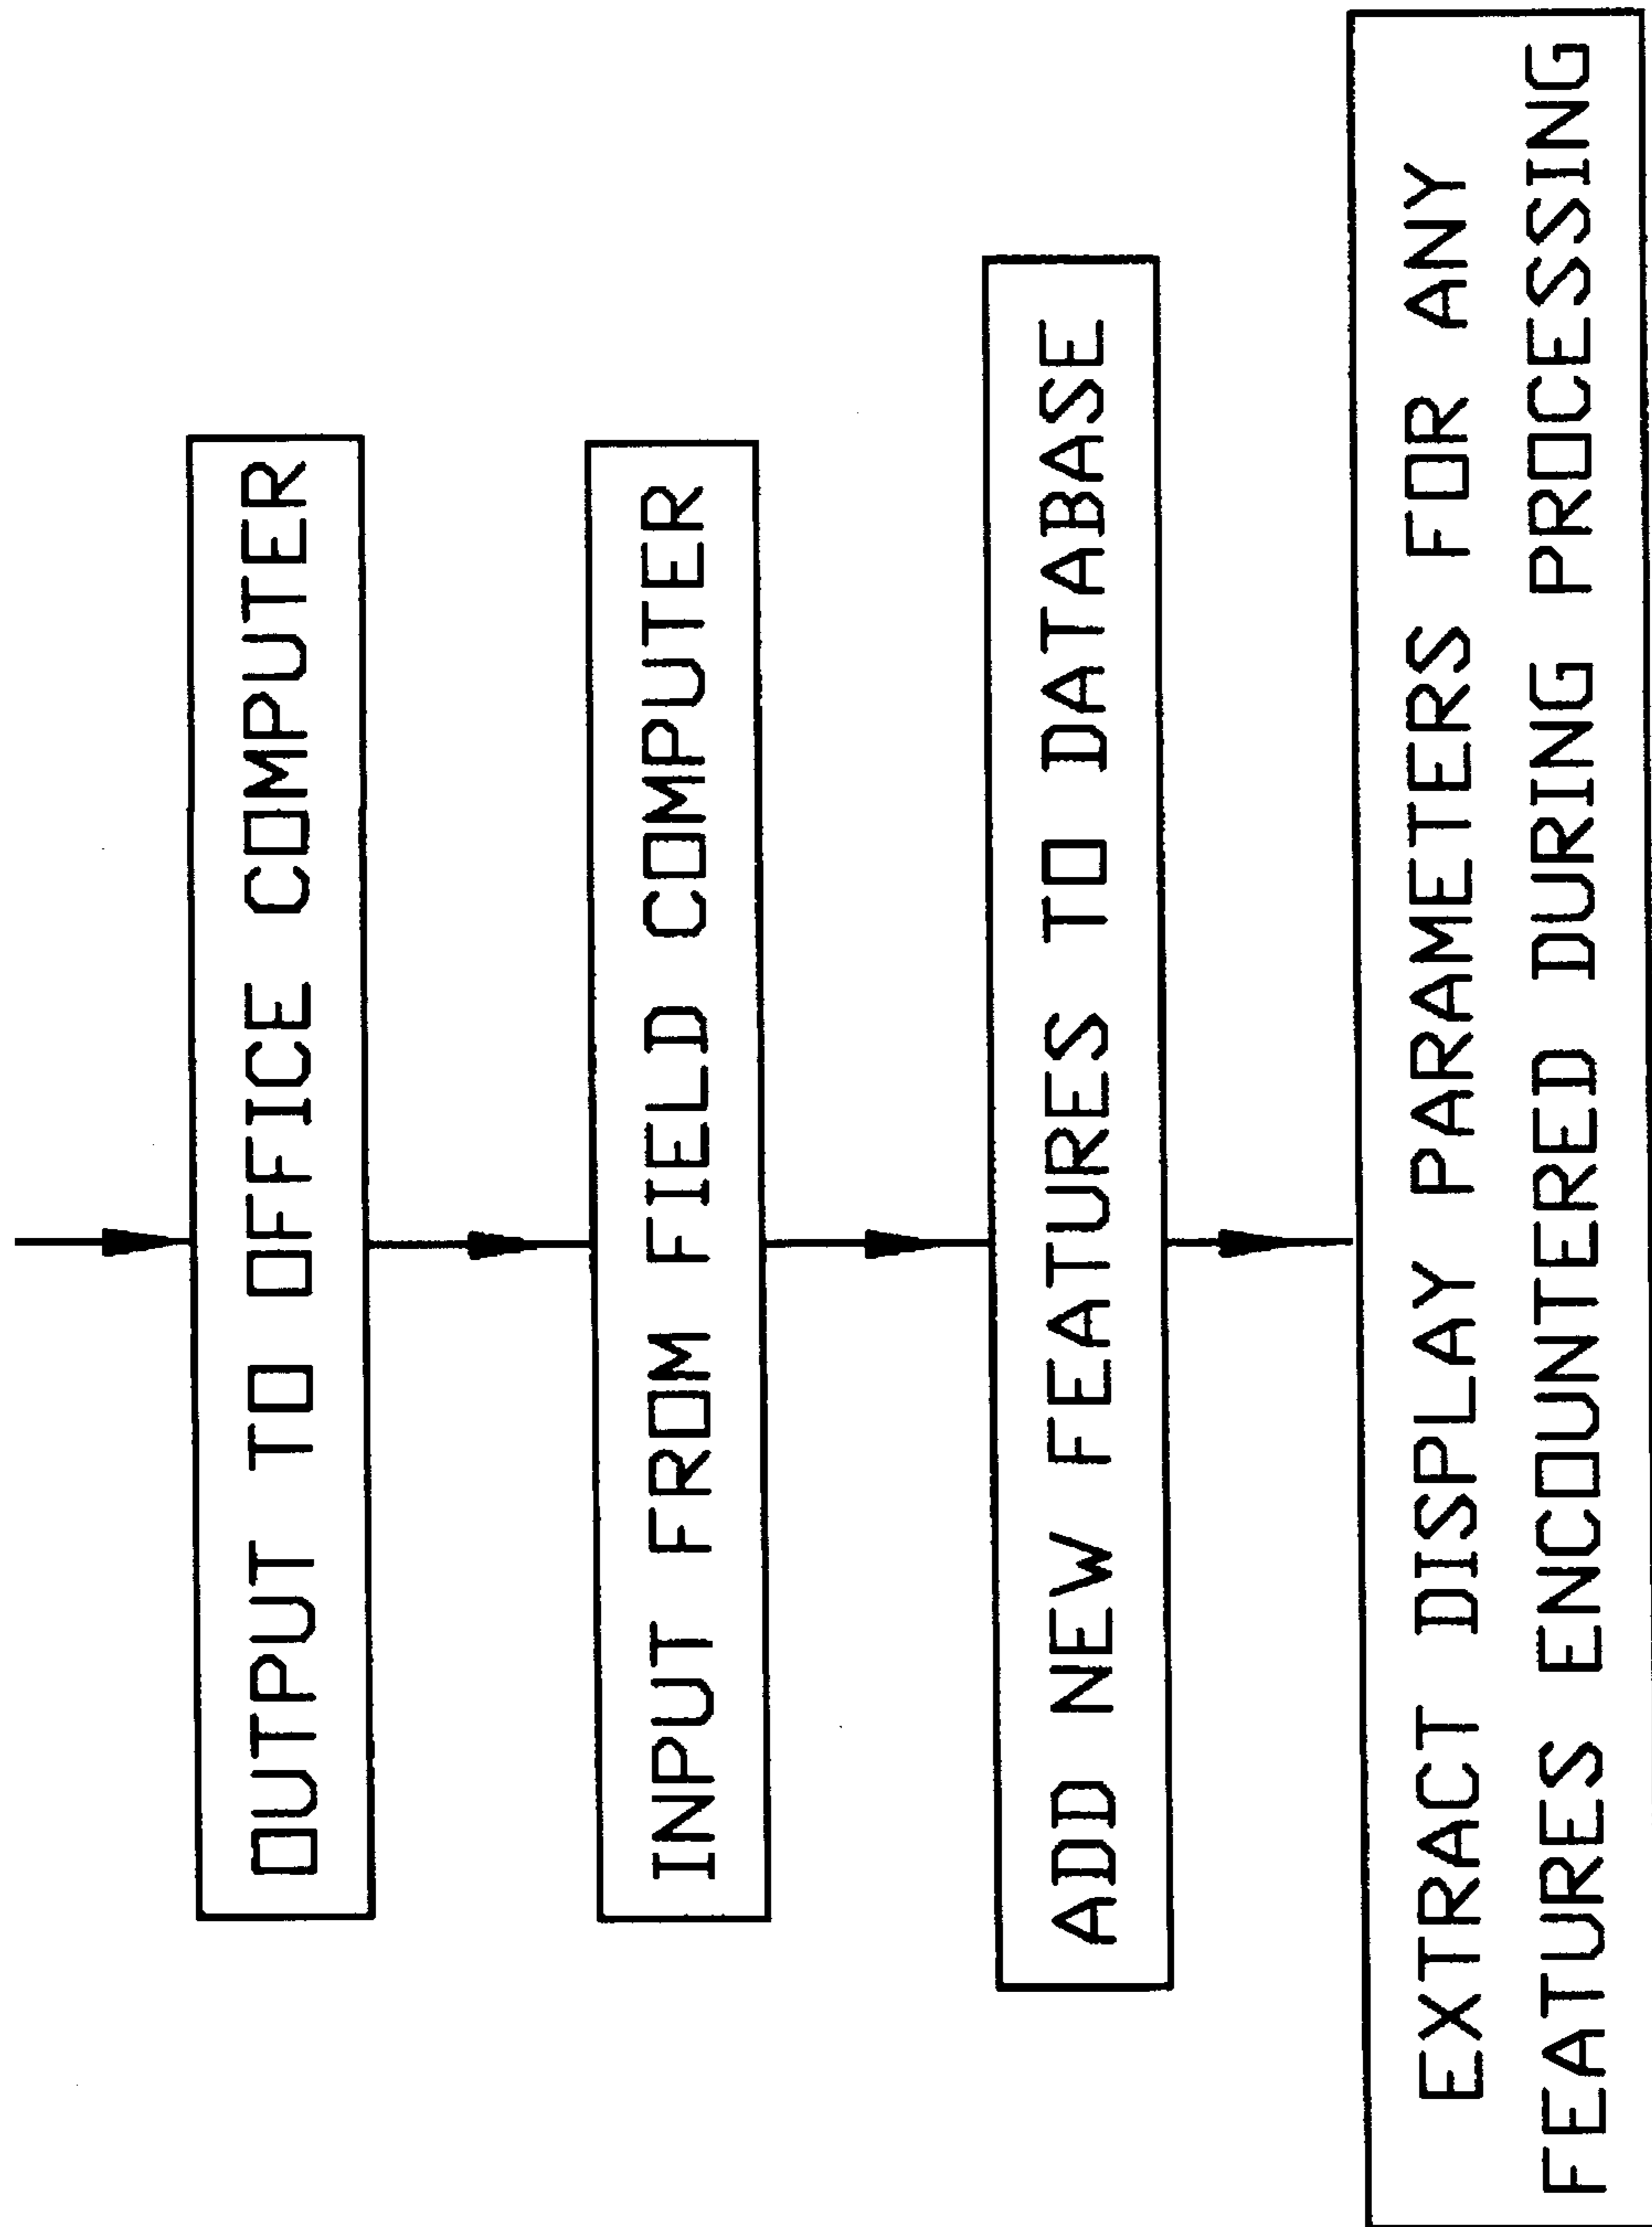 OUTPUT TO OFFICE COMPUTER
INPUT FROM FIELD COMPUTER
ADD NEW FEATURES TO DATABASE
EXTRACT DISPLAY PARAMETERS FOR ANY
FEATURES ENCOUNTERED DURING PROCESSING